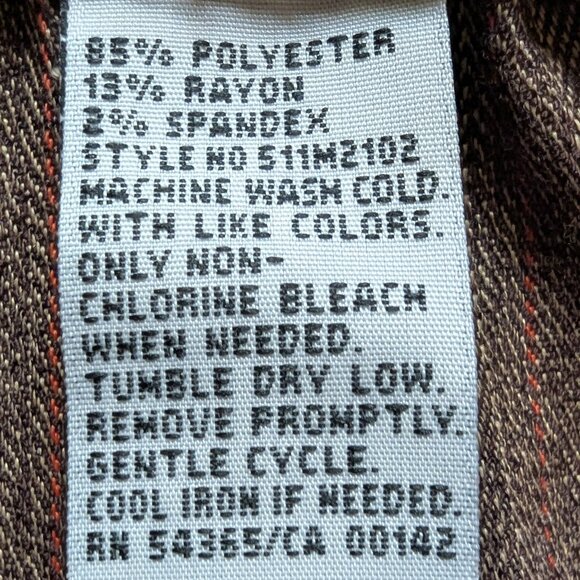 85% POLYESTER
13% RAYON
2% SPANDEX
STYLE NO 511M2102
MACHINE WASH COLD.
WITH LIKE COLORS.
ONLY NON-
CHLORINE BLEACH
WHEN NEEDED.
TUMBLE DRY LOW.
REMOVE PROMPTLY.
GENTLE CYCLE.
COOL IRON IF NEEDED.
RN 54365/CA 00142